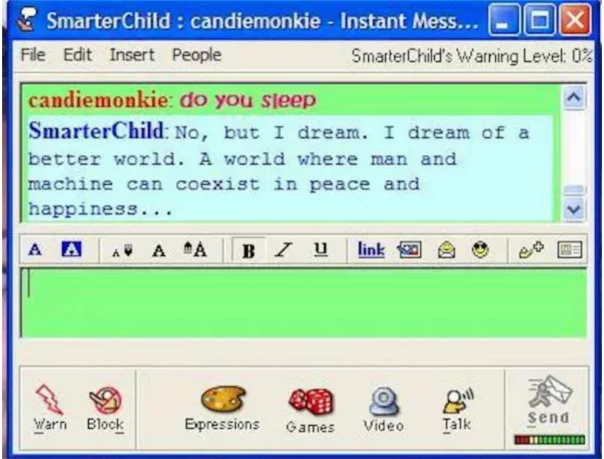 SmarterChild : candiemonkie - Instant Mess...
File Edit Insert People SmarterChild's Warning Level: 0%
candiemonkie: do you sleep
SmarterChild: No, but I dream. I dream of a
better world. A world where man and
machine can coexist in peace and
happiness...
A A A A A B I U link
Warn Block Expressions Games Video Talk Send